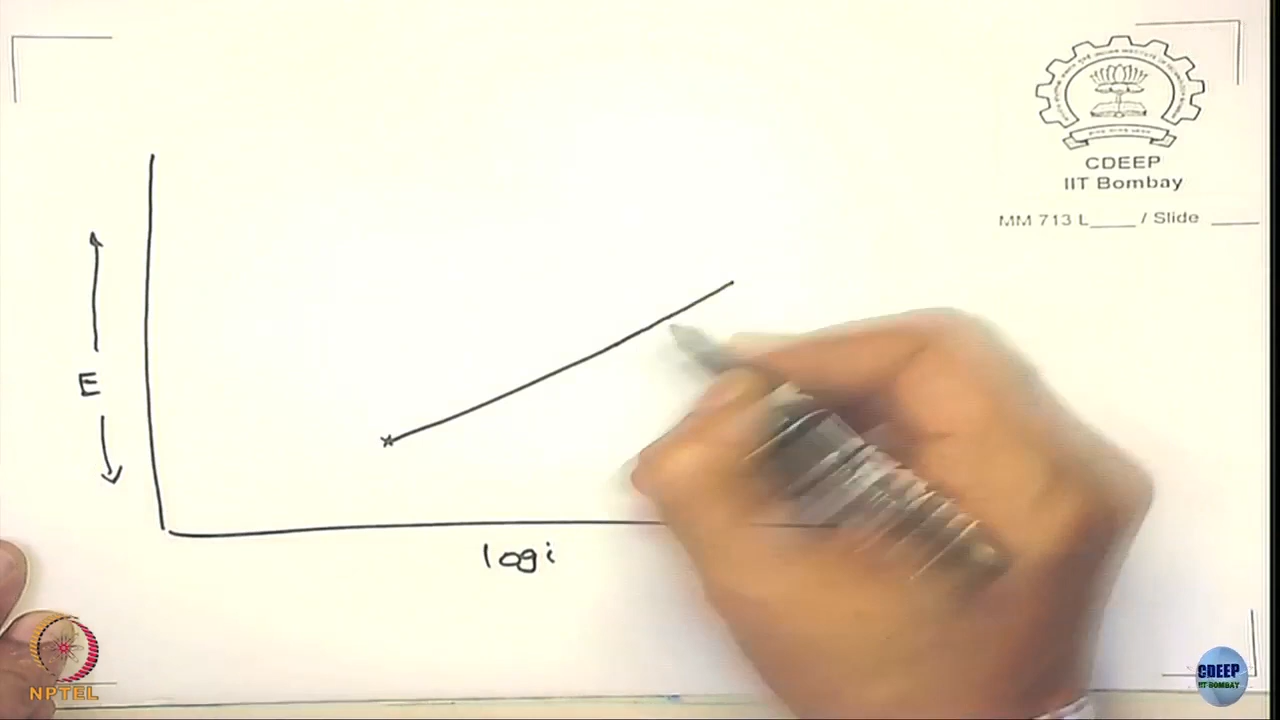 CDEEP
IIT Bombay
MM 713 L____ / Slide ____
E
log i
NPTEL
CDEEP
IIT BOMBAY